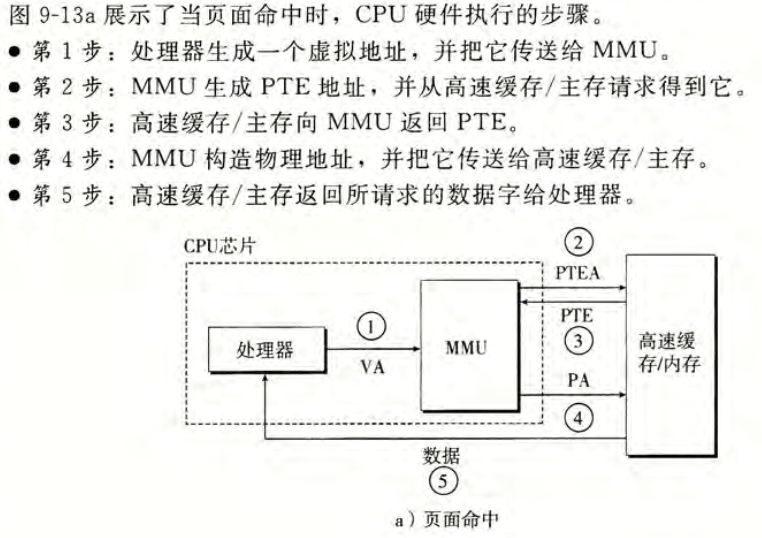 图 9-13a 展示了当页面命中时，CPU 硬件执行的步骤。
● 第 1 步：处理器生成一个虚拟地址，并把它传送给 MMU。
● 第 2 步：MMU 生成 PTE 地址，并从高速缓存/主存请求得到它。
● 第 3 步：高速缓存/主存向 MMU 返回 PTE。
● 第 4 步：MMU 构造物理地址，并把它传送给高速缓存/主存。
● 第 5 步：高速缓存/主存返回所请求的数据字给处理器。
CPU芯片
②
PTEA
PTE
③
①
处理器
VA
MMU
高速缓
存/内存
PA
④
数据
⑤
a）页面命中